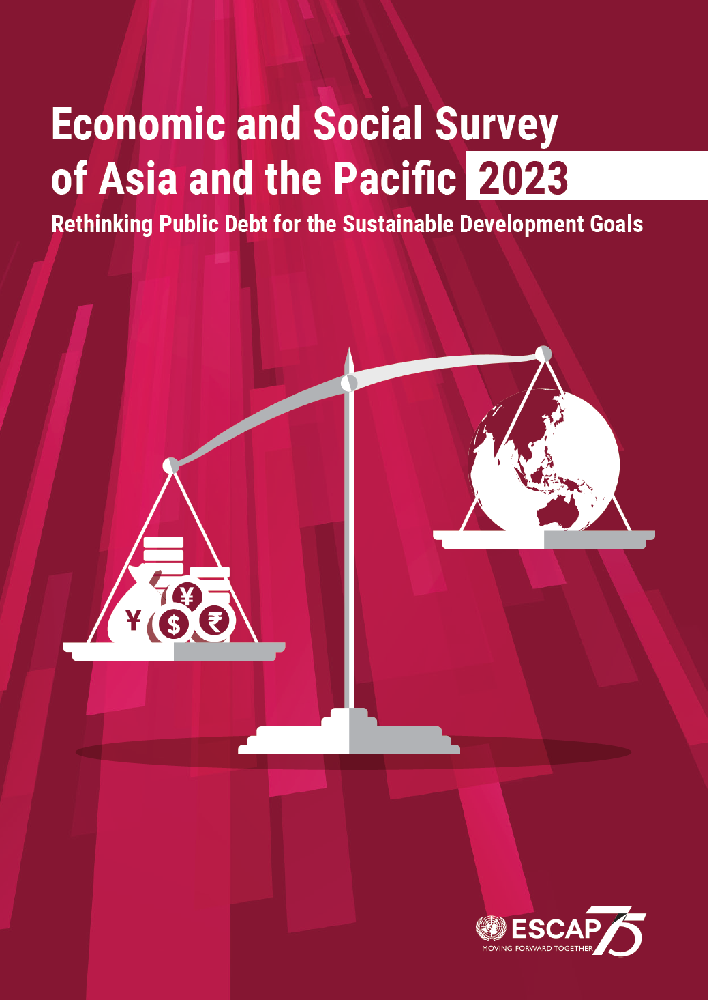 Economic and Social Survey
of Asia and the Pacific 2023
Rethinking Public Debt for the Sustainable Development Goals
¥
¥
$
₹
ESCAP 75
MOVING FORWARD TOGETHER